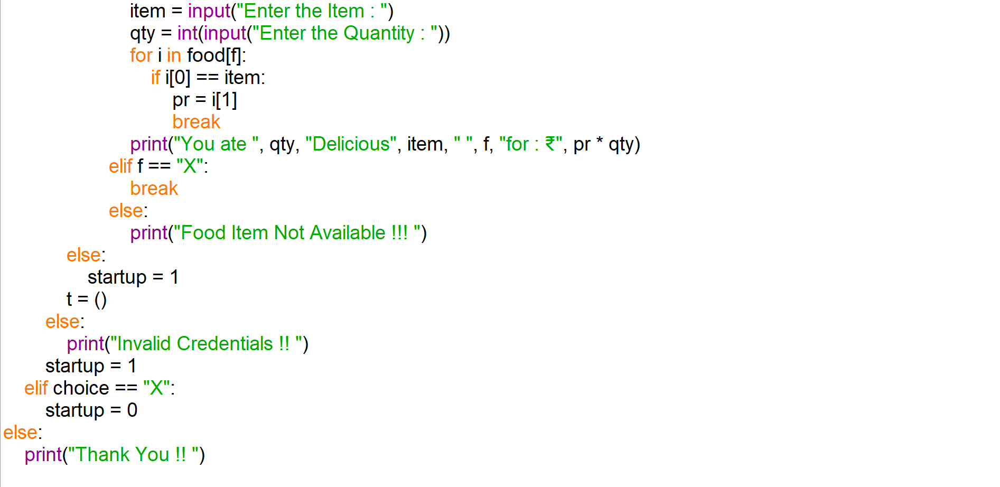 item = input("Enter the Item : ")
qty = int(input("Enter the Quantity : "))
for i in food[f]:
if i[0] == item:
pr = i[1]
break
print("You ate ", qty, "Delicious", item, " ", f, "for : ₹", pr * qty)
elif f == "X":
break
else:
print("Food Item Not Available !!! ")
else:
startup = 1
t = ()
else:
print("Invalid Credentials !! ")
startup = 1
elif choice == "X":
startup = 0
else:
print("Thank You !! ")